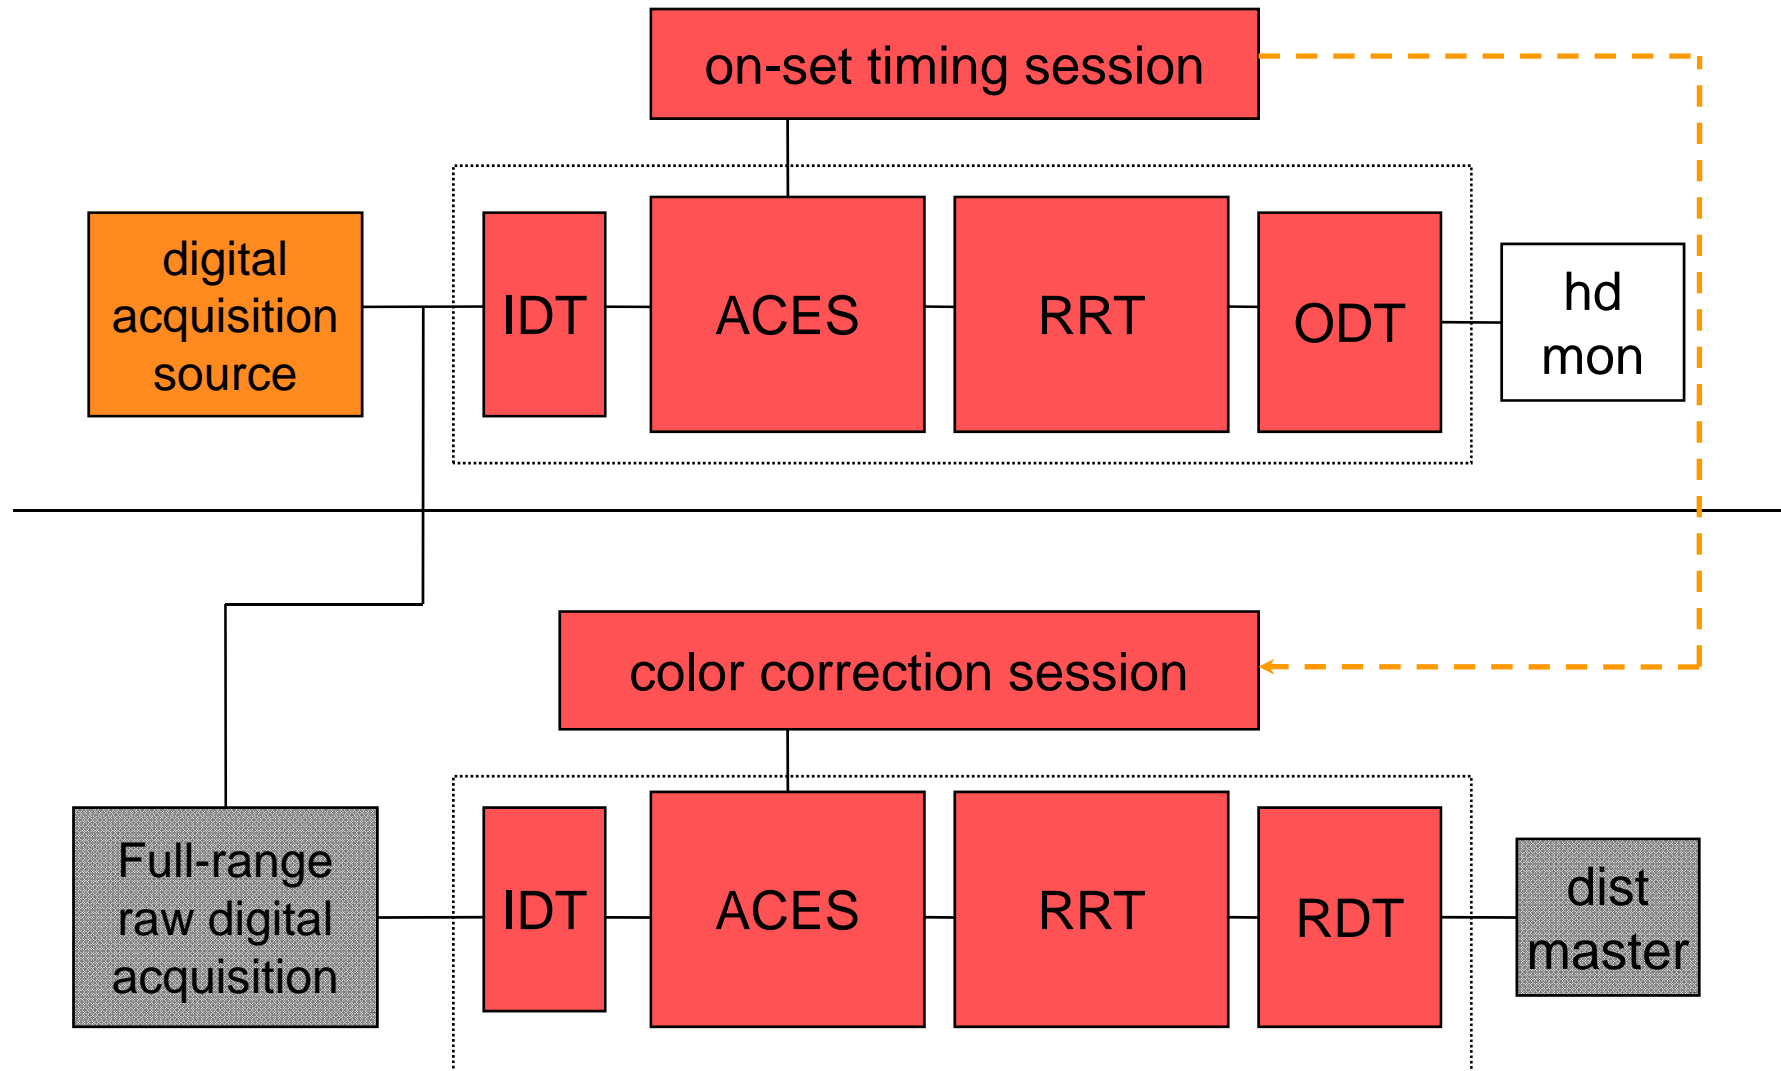 on-set timing session
digital
acquisition
source
IDT
ACES
RRT
ODT
hd
mon
color correction session
Full-range
raw digital
acquisition
IDT
ACES
RRT
RDT
dist
master